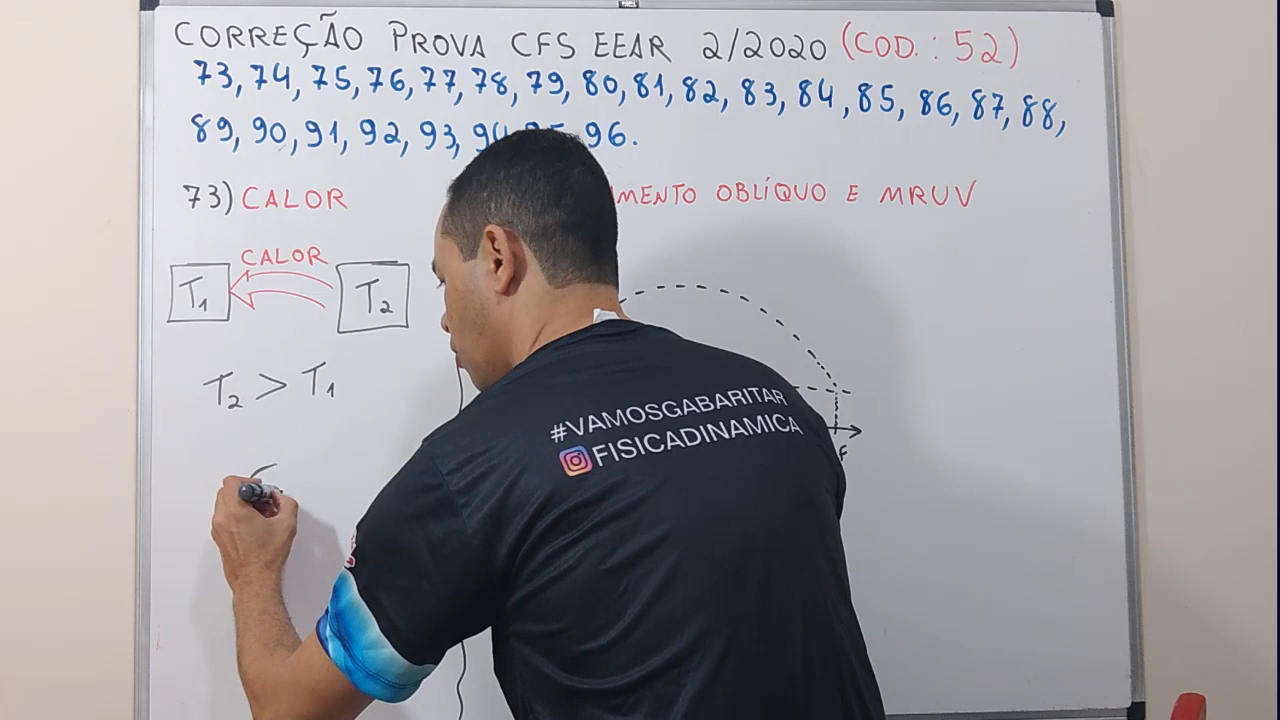 CORREÇÃO PROVA CFS EEAR 2/2020 (COD.: 52)
73, 74, 75, 76, 77, 78, 79, 80, 81, 82, 83, 84, 85, 86, 87, 88,
89, 90, 91, 92, 93, 96.
73) CALOR
OBLÍQUO E MRUV
CALOR
T1 T2
T2 > T1
#VAMOSGABARITAR
FISICADINAMICA